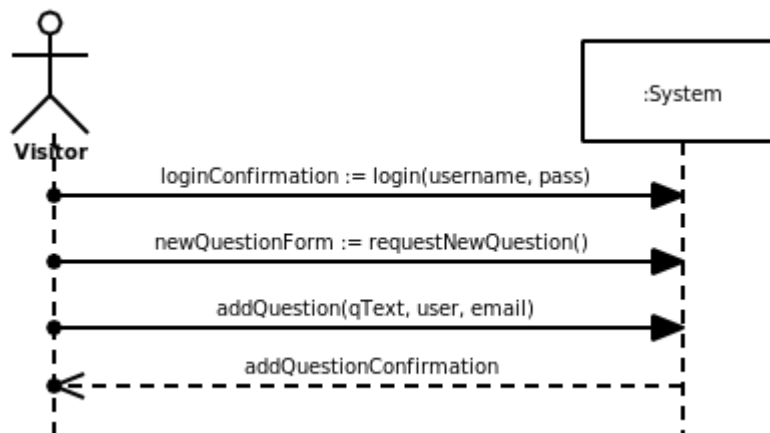 :System
Visitor
loginConfirmation := login(username, pass)
newQuestionForm := requestNewQuestion()
addQuestion(qText, user, email)
addQuestionConfirmation